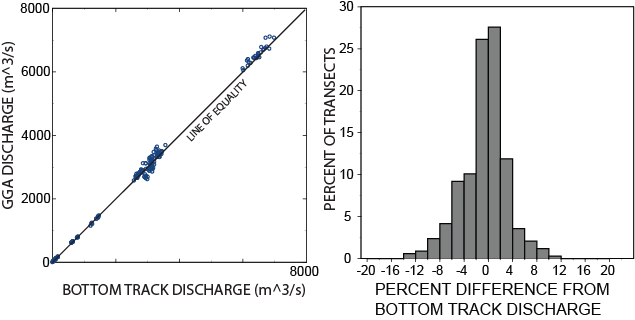 8000
6000
4000
2000
0
8000
GGA DISCHARGE (m^3/s)
LINE OF EQUALITY
BOTTOM TRACK DISCHARGE (m^3/s)
30
25
20
15
10
5
0
PERCENT OF TRANSECTS
-20 -16 -12 -8 -4 0 4 8 12 16 20
PERCENT DIFFERENCE FROM
BOTTOM TRACK DISCHARGE